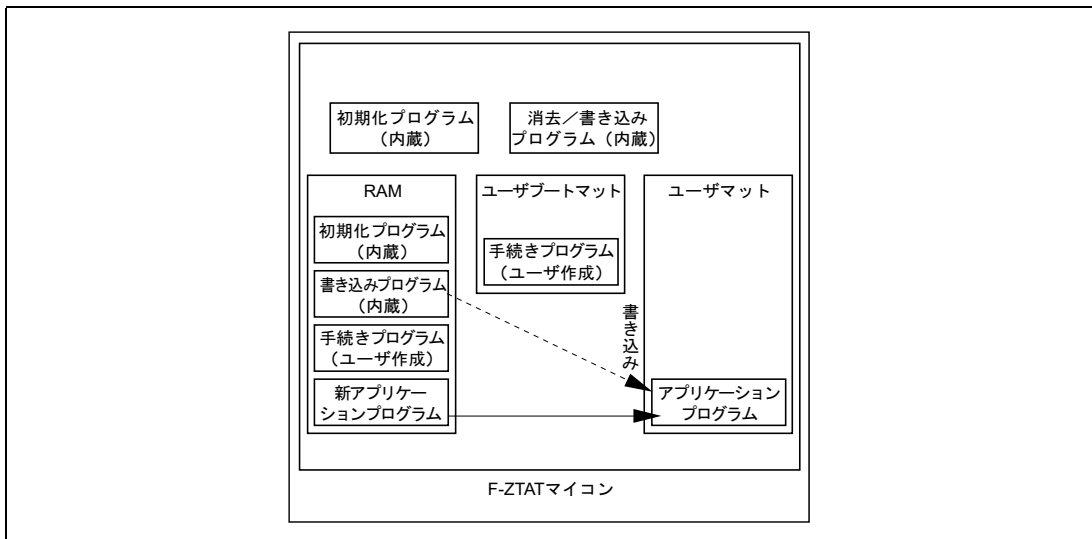 初期化プログラム
（内蔵）
消去／書き込み
プログラム（内蔵）
RAM
初期化プログラム
（内蔵）
書き込みプログラム
（内蔵）
手続きプログラム
（ユーザ作成）
新アプリケー
ションプログラム
ユーザブートマット
手続きプログラム
（ユーザ作成）
書き込み
ユーザマット
アプリケーション
プログラム
F-ZTATマイコン